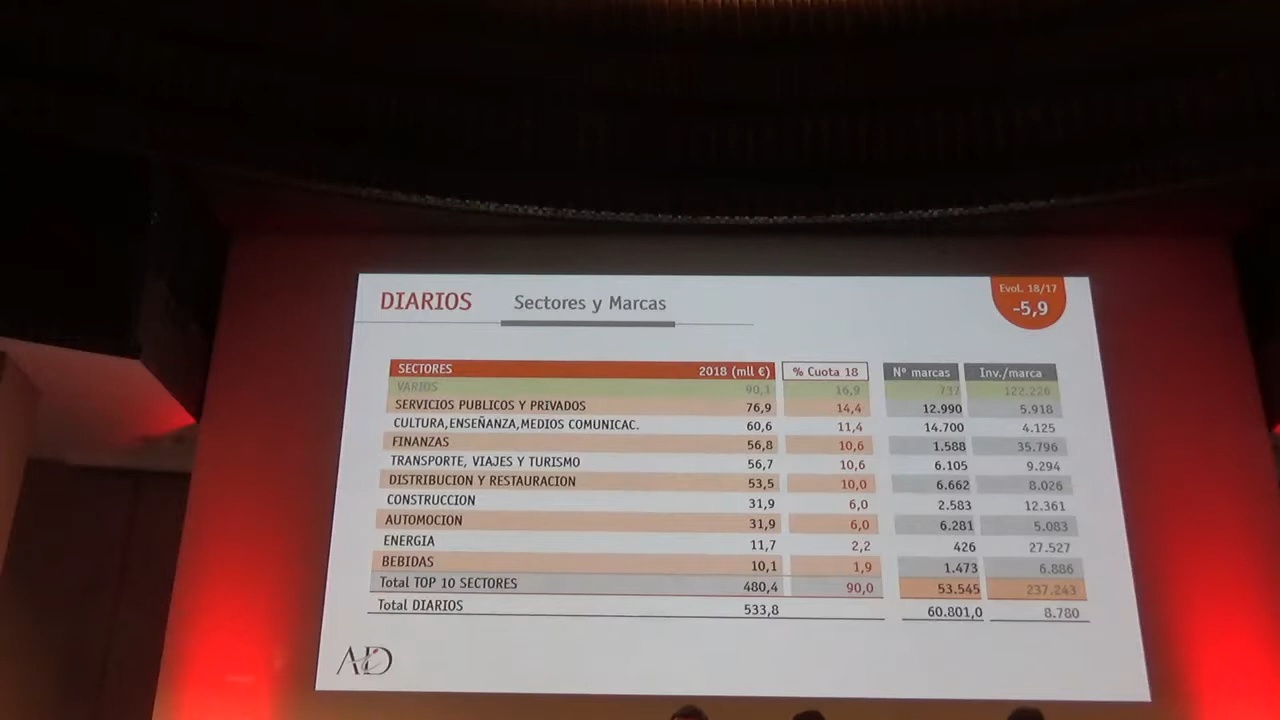 DIARIOS Sectores y Marcas
Evol. 18/17
-5,9
SECTORES 2018 (mll €) % Cuota 18 Nº marcas Inv./marca
VARIOS 90,1 16,9 737 122.226
SERVICIOS PUBLICOS Y PRIVADOS 76,9 14,4 12.990 5.918
CULTURA,ENSEÑANZA,MEDIOS COMUNICAC. 60,6 11,4 14.700 4.125
FINANZAS 56,8 10,6 1.588 35.796
TRANSPORTE, VIAJES Y TURISMO 56,7 10,6 6.105 9.294
DISTRIBUCION Y RESTAURACION 53,5 10,0 6.662 8.026
CONSTRUCCION 31,9 6,0 2.583 12.361
AUTOMOCION 31,9 6,0 6.281 5.083
ENERGIA 11,7 2,2 426 27.527
BEBIDAS 10,1 1,9 1.473 6.886
Total TOP 10 SECTORES 480,4 90,0 53.545 237.243
Total DIARIOS 533,8 60.801,0 8.780
AiD